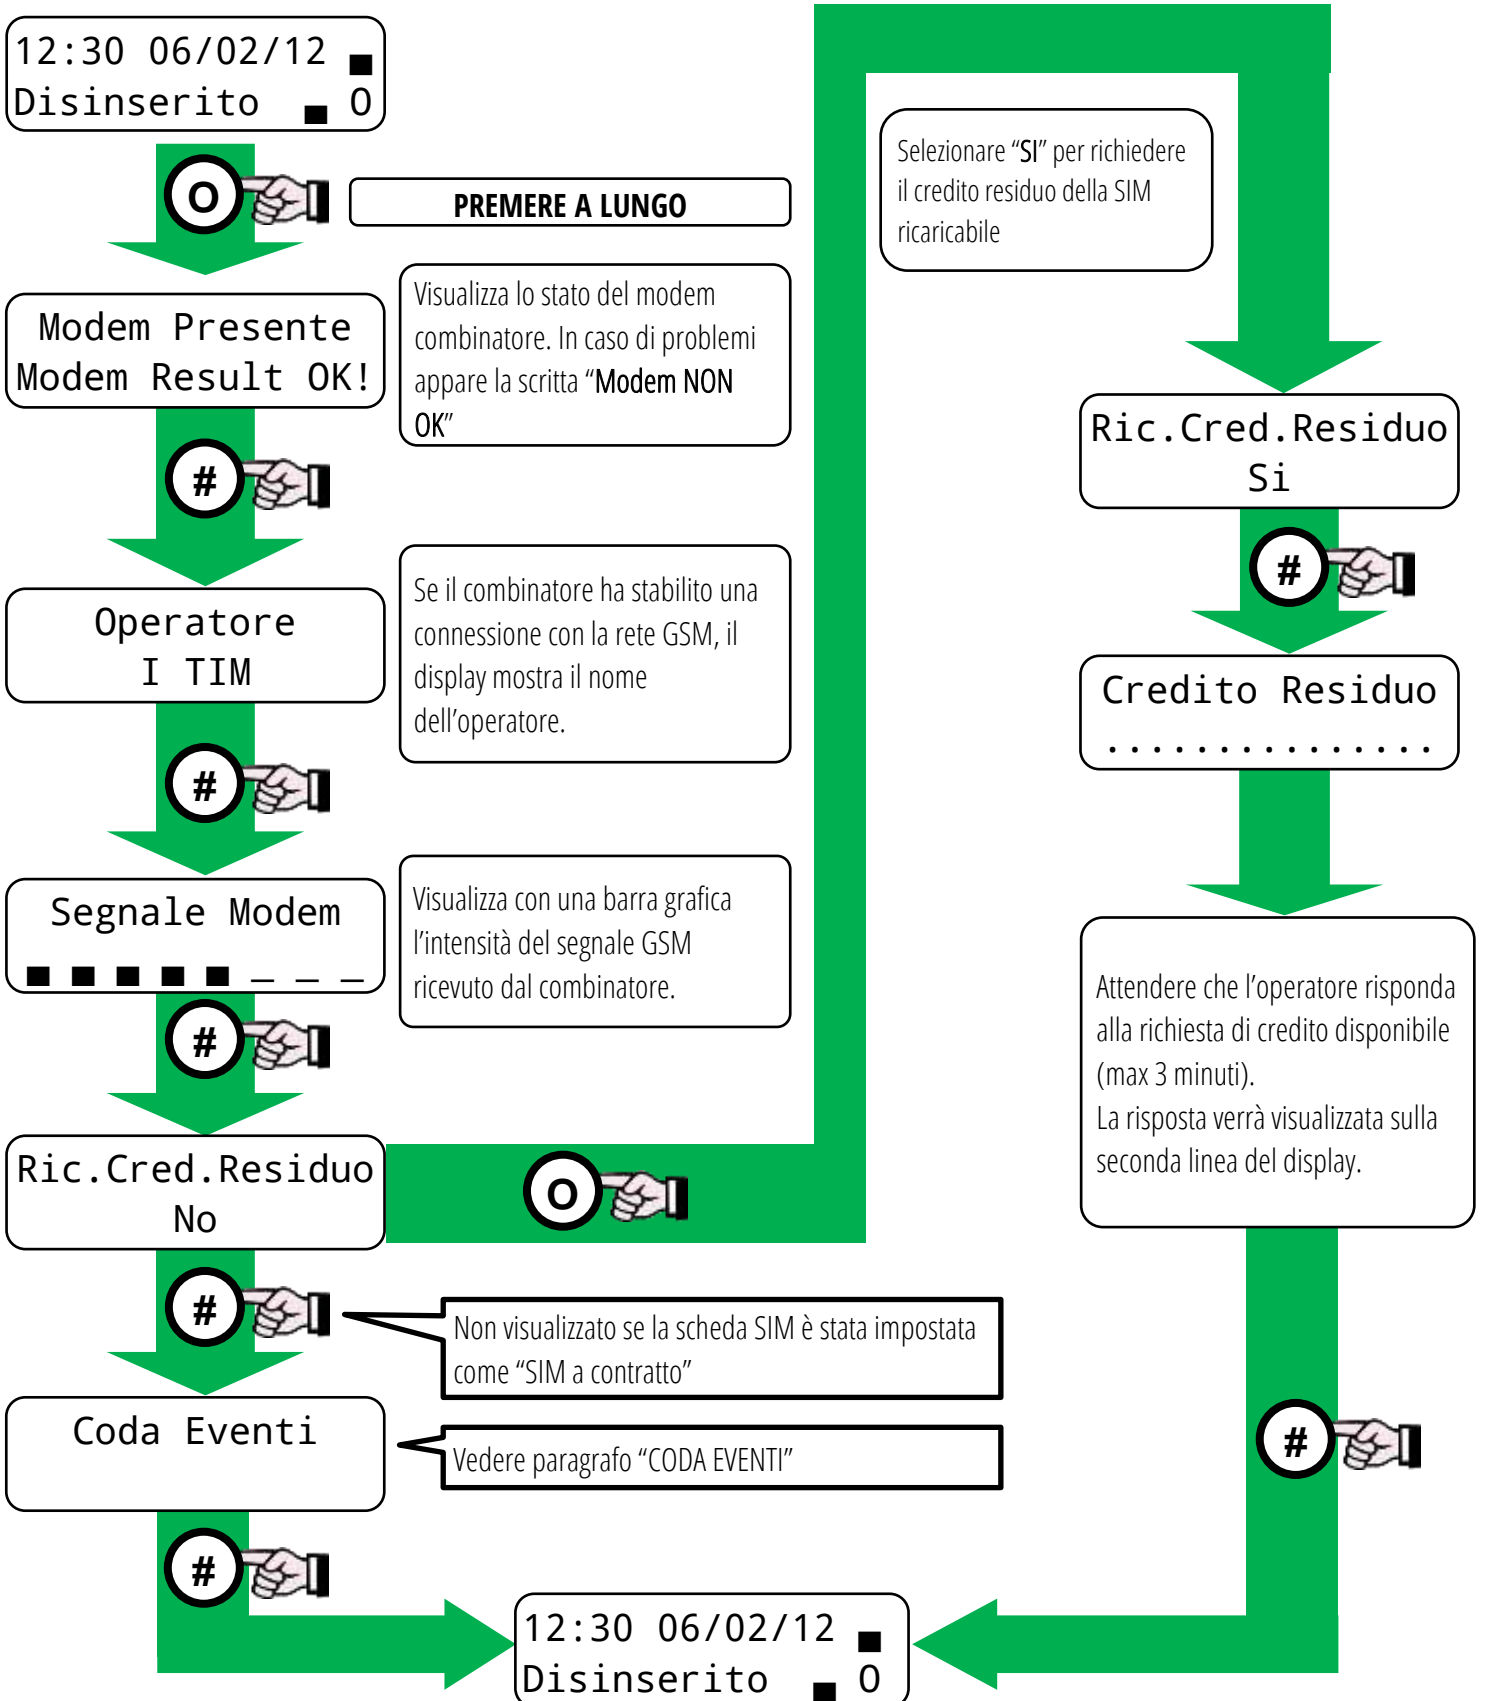 12:30 06/02/12 ▄
Disinserito ▄ O
O
PREMERE A LUNGO
Modem Presente
Modem Result OK!
Visualizza lo stato del modem
combinatore. In caso di problemi
appare la scritta “Modem NON
OK”
#
Operatore
I TIM
Se il combinatore ha stabilito una
connessione con la rete GSM, il
display mostra il nome
dell’operatore.
#
Segnale Modem
▄ ▄ ▄ ▄ ▄ _ _ _
Visualizza con una barra grafica
l’intensità del segnale GSM
ricevuto dal combinatore.
#
Ric.Cred.Residuo
No
O
#
Non visualizzato se la scheda SIM è stata impostata
come “SIM a contratto”
Coda Eventi
Vedere paragrafo “CODA EVENTI”
#
Selezionare “SI” per richiedere
il credito residuo della SIM
ricaricabile
Ric.Cred.Residuo
Si
#
Credito Residuo
...............
Attendere che l’operatore risponda
alla richiesta di credito disponibile
(max 3 minuti).
La risposta verrà visualizzata sulla
seconda linea del display.
#
12:30 06/02/12 ▄
Disinserito ▄ O